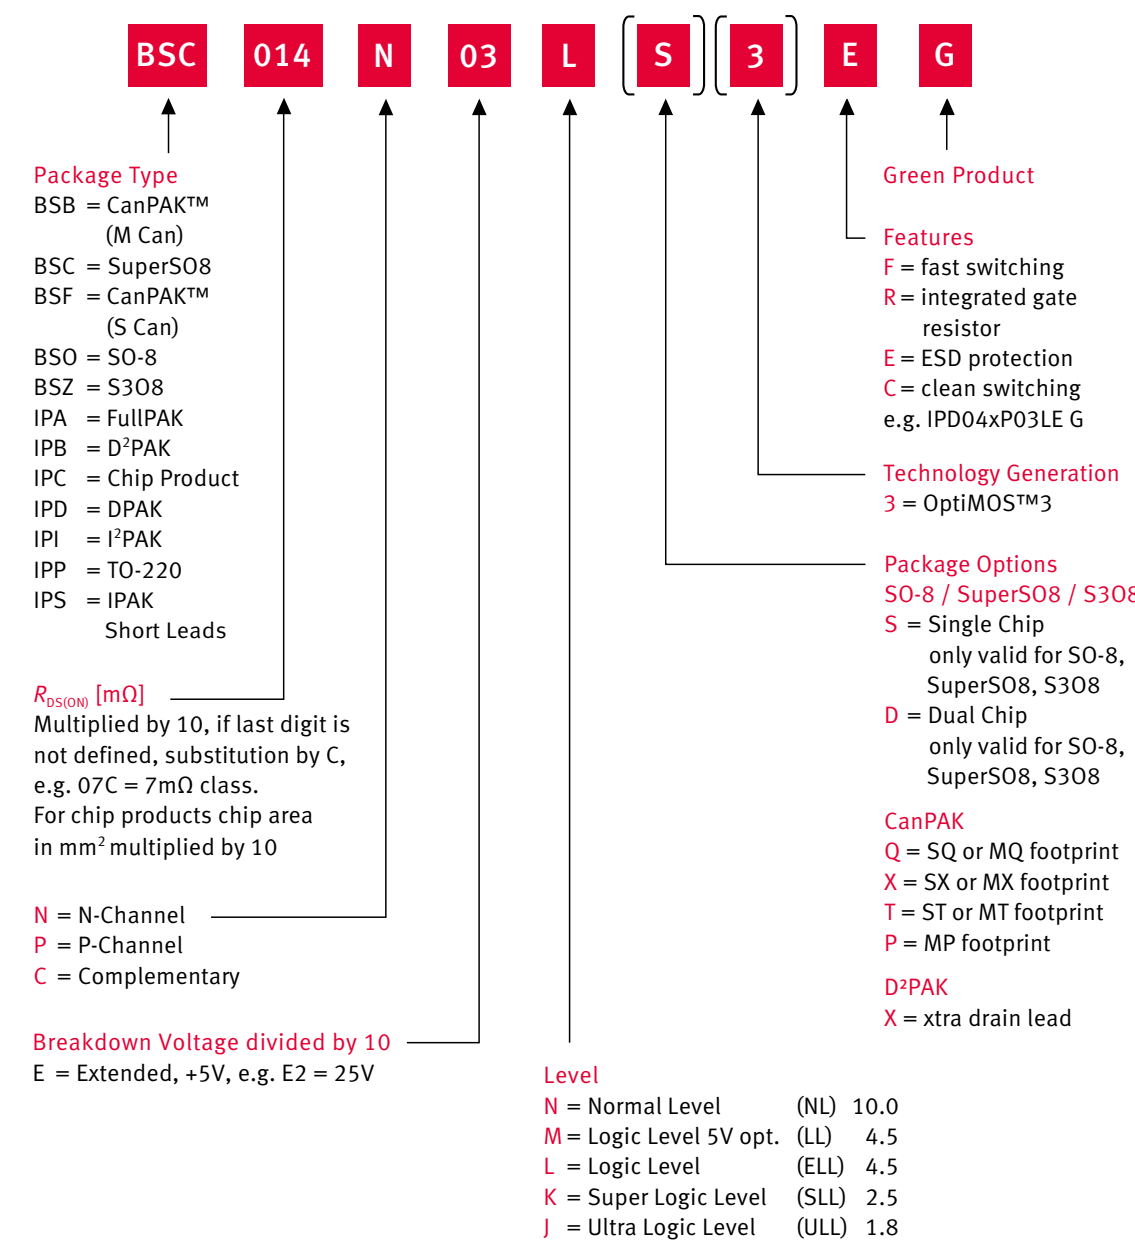 BSC 014 N 03 L (S) (3) E G
Package Type
BSB = CanPAK™
(M Can)
BSC = SuperSO8
BSF = CanPAK™
(S Can)
BSO = SO-8
BSZ = S3O8
IPA = FullPAK
IPB = D²PAK
IPC = Chip Product
IPD = DPAK
IPI = I²PAK
IPP = TO-220
IPS = IPAK
Short Leads
R DS(ON) [mΩ]
Multiplied by 10, if last digit is
not defined, substitution by C,
e.g. 07C = 7mΩ class.
For chip products chip area
in mm² multiplied by 10
N = N-Channel
P = P-Channel
C = Complementary
Breakdown Voltage divided by 10
E = Extended, +5V, e.g. E2 = 25V
Level
N = Normal Level (NL) 10.0
M = Logic Level 5V opt. (LL) 4.5
L = Logic Level (ELL) 4.5
K = Super Logic Level (SLL) 2.5
J = Ultra Logic Level (ULL) 1.8
Green Product
Features
F = fast switching
R = integrated gate
resistor
E = ESD protection
C = clean switching
e.g. IPD04xP03LE G
Technology Generation
3 = OptiMOS™3
Package Options
SO-8 / SuperSO8 / S3O8
S = Single Chip
only valid for SO-8,
SuperSO8, S3O8
D = Dual Chip
only valid for SO-8,
SuperSO8, S3O8
CanPAK
Q = SQ or MQ footprint
X = SX or MX footprint
T = ST or MT footprint
P = MP footprint
D²PAK
X = xtra drain lead